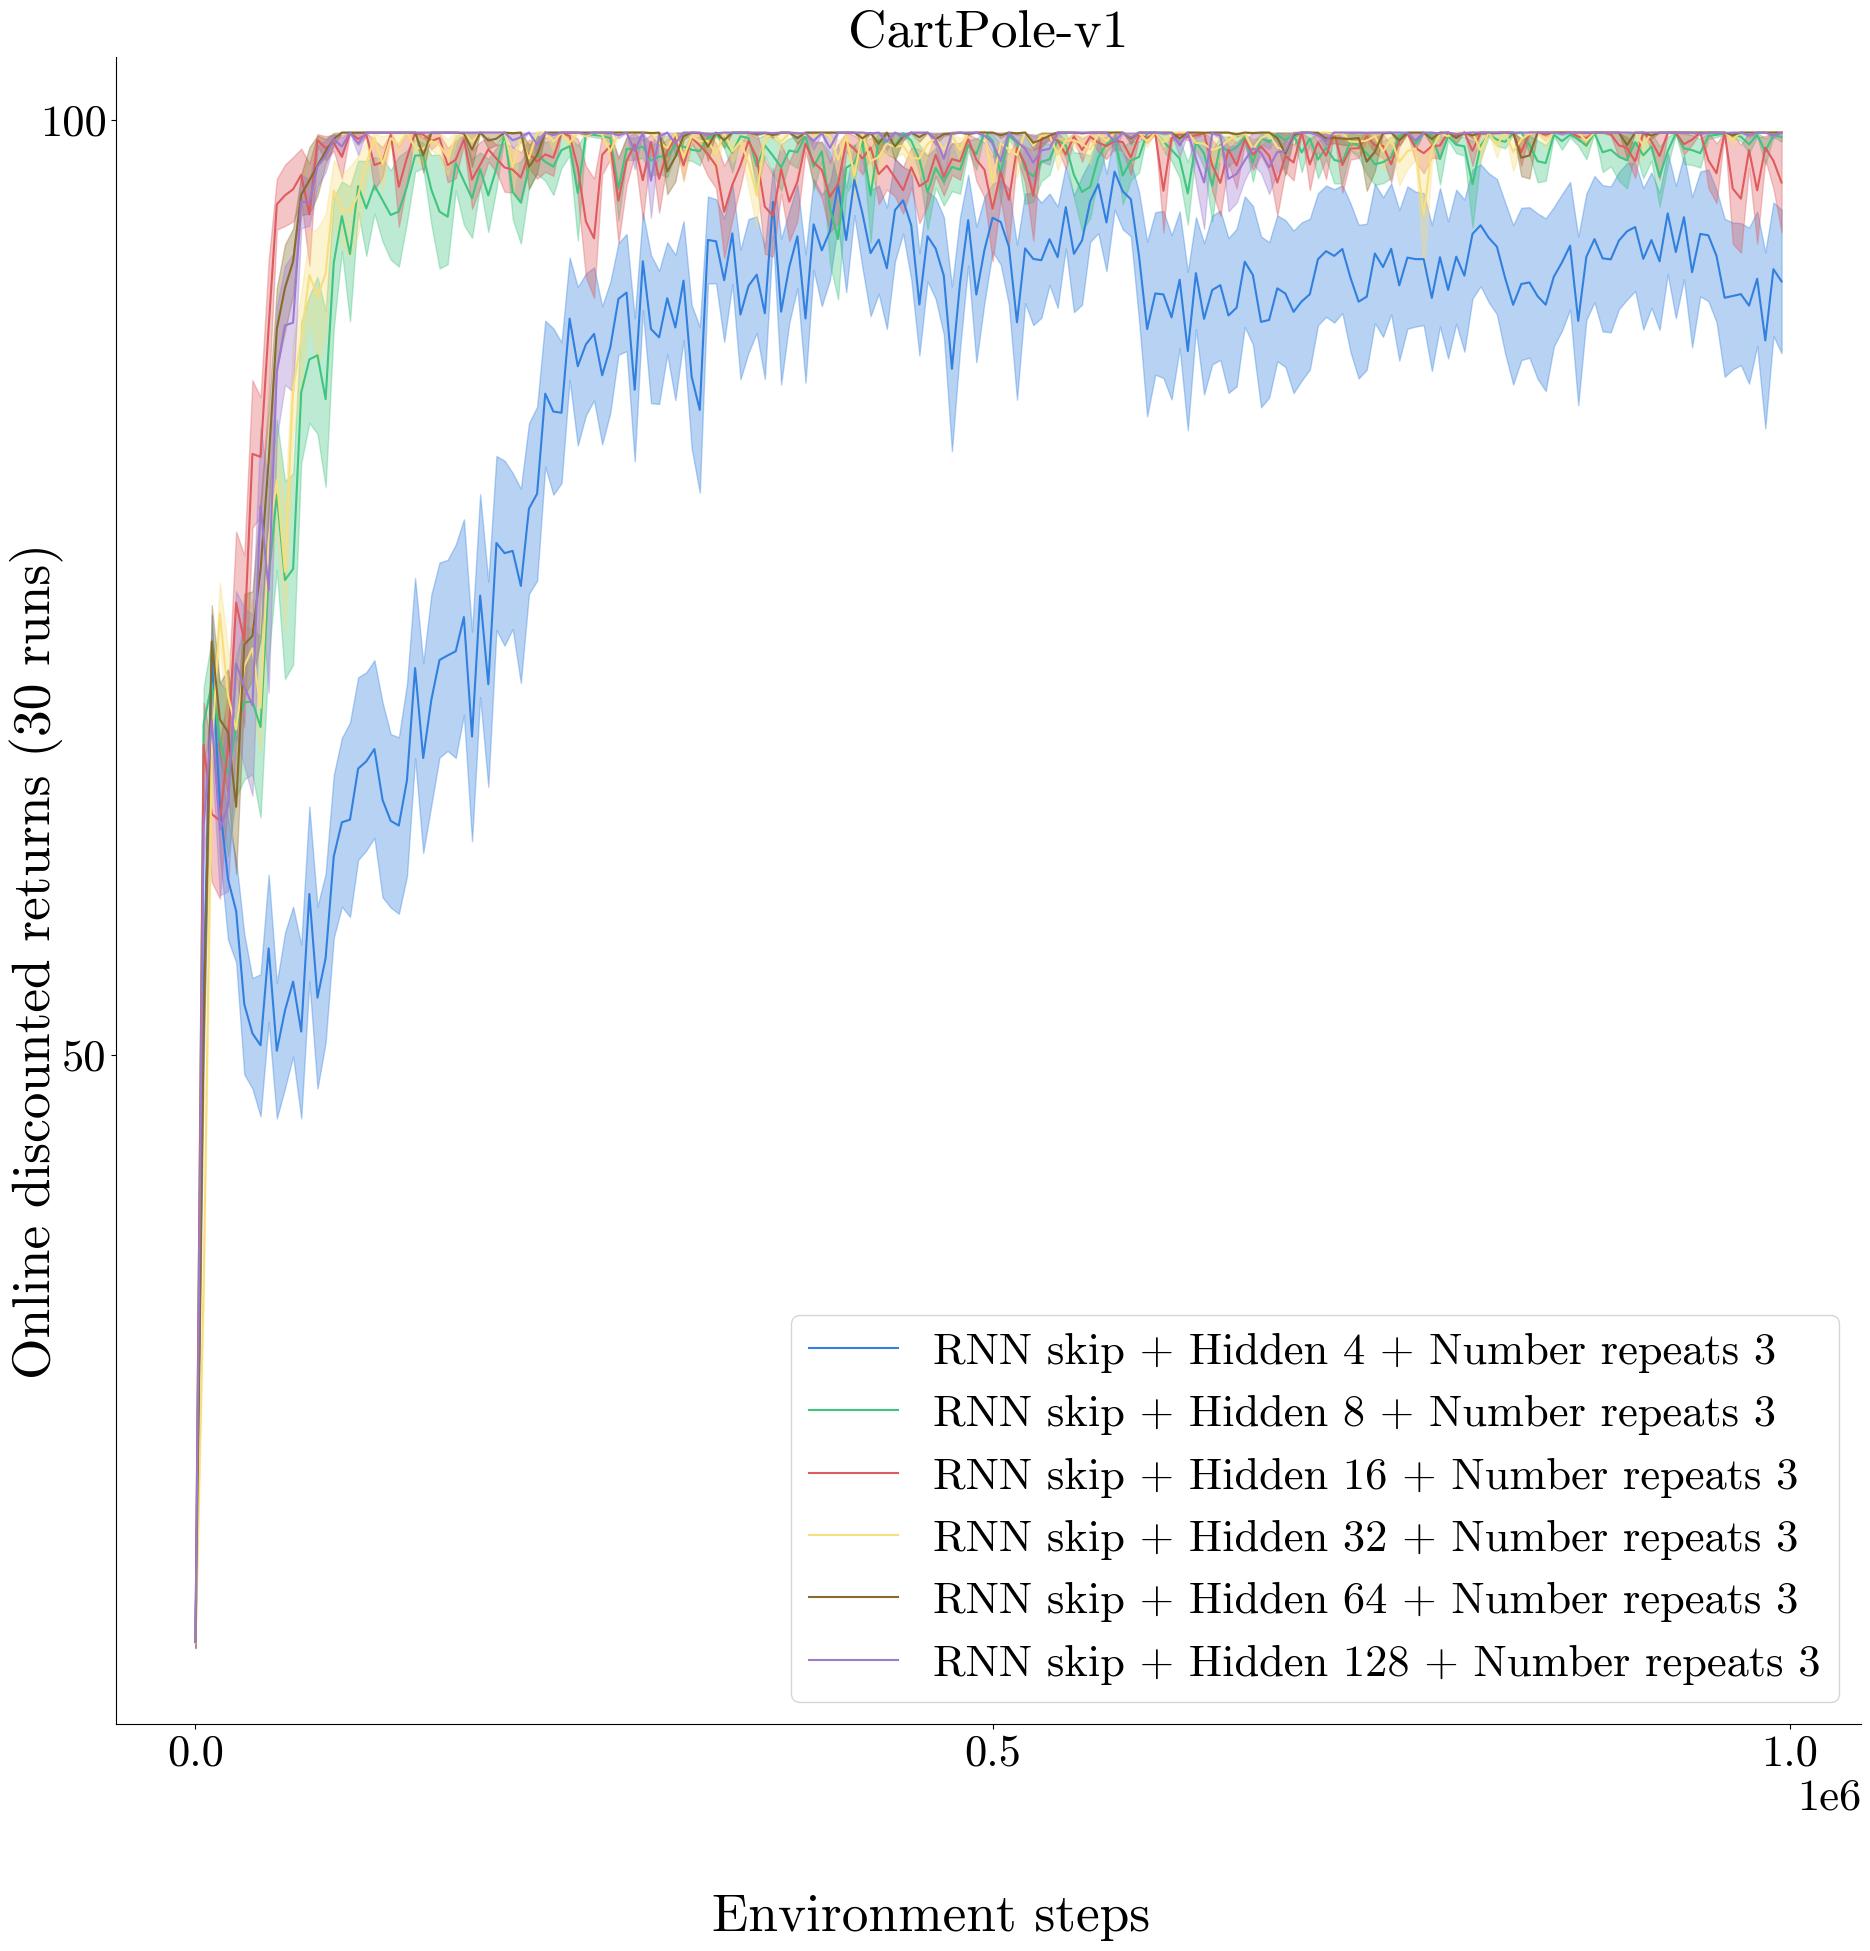 CartPole-v1
100
50
Online discounted returns (30 runs)
RNN skip + Hidden 4 + Number repeats 3
RNN skip + Hidden 8 + Number repeats 3
RNN skip + Hidden 16 + Number repeats 3
RNN skip + Hidden 32 + Number repeats 3
RNN skip + Hidden 64 + Number repeats 3
RNN skip + Hidden 128 + Number repeats 3
0.0 0.5 1.0
1e6
Environment steps